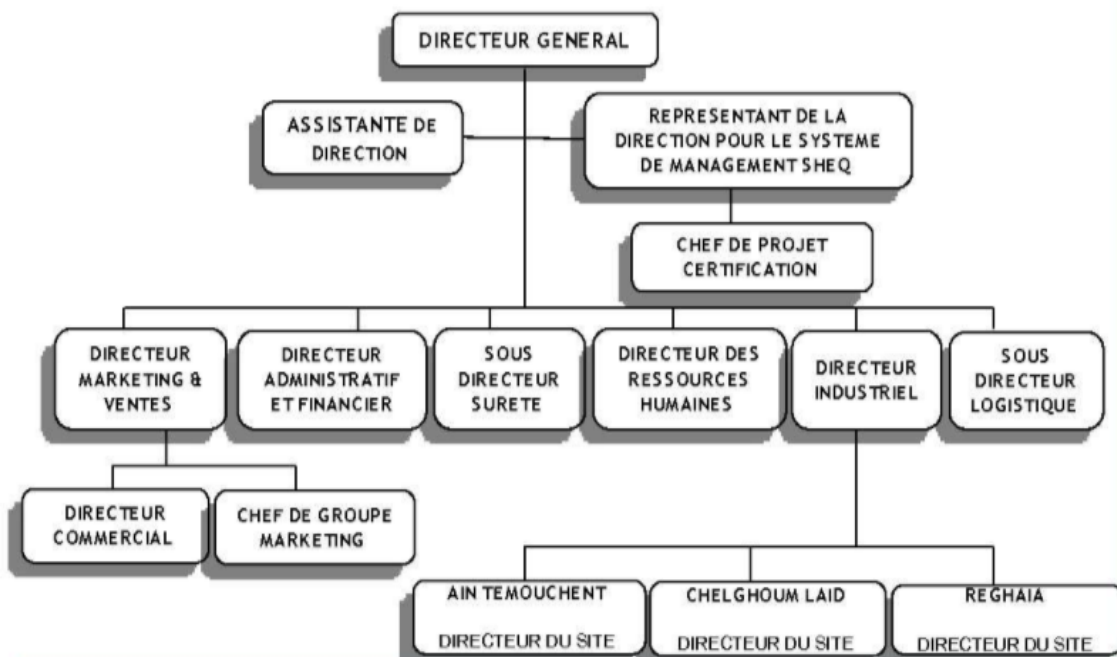 DIRECTEUR GENERAL
ASSISTANTE DE
DIRECTION
REPRESENTANT DE LA
DIRECTION POUR LE SYSTEME
DE MANAGEMENT SHEQ
CHEF DE PROJET
CERTIFICATION
DIRECTEUR
MARKETING &
VENTES
DIRECTEUR
ADMINISTRATIF
ET FINANCIER
SOUS
DIRECTEUR
SURETE
DIRECTEUR DES
RESSOURCES
HUMAINES
DIRECTEUR
INDUSTRIEL
SOUS
DIRECTEUR
LOGISTIQUE
DIRECTEUR
COMMERCIAL
CHEF DE GROUPE
MARKETING
AIN TEMOUCHENT
DIRECTEUR DU SITE
CHELGHOUM LAID
DIRECTEUR DU SITE
REGHAIA
DIRECTEUR DU SITE